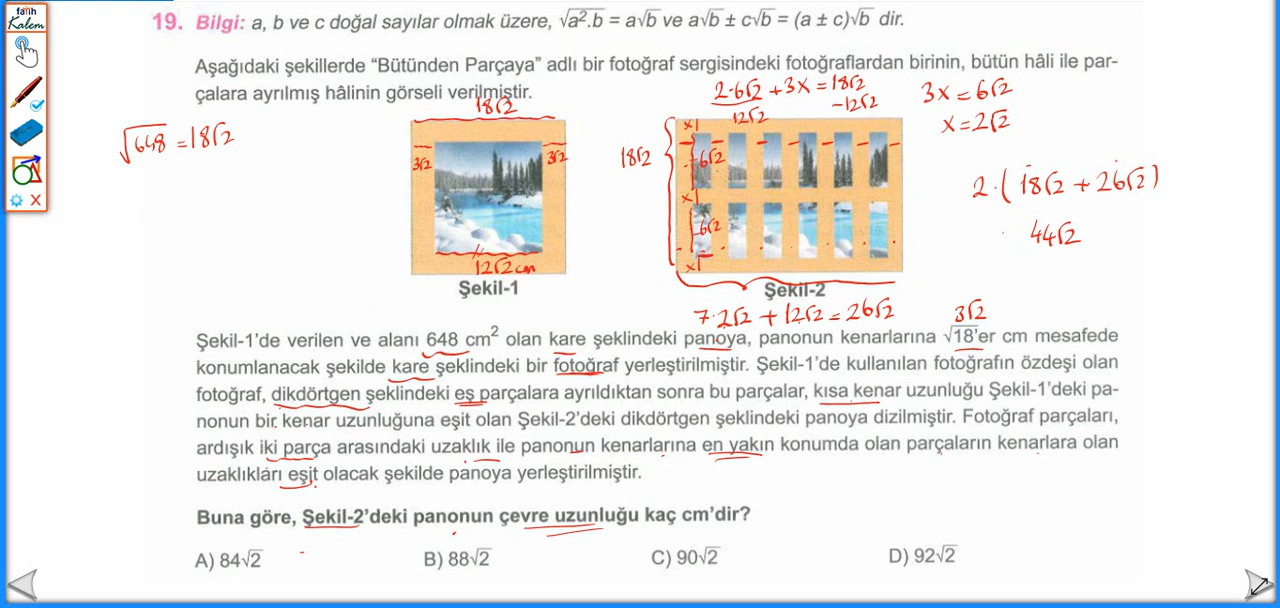 fatih
Kalem
19. Bilgi: a, b ve c doğal sayılar olmak üzere, √a².b = a√b ve a√b ± c√b = (a ± c)√b dir.
Aşağıdaki şekillerde “Bütünden Parçaya” adlı bir fotoğraf sergisindeki fotoğraflardan birinin, bütün hâli ile par-
çalara ayrılmış hâlinin görseli verilmiştir.
√648 = 18√2
18√2
3√2
3√2
12√2 cm
Şekil-1
2·6√2 + 3x = 18√2
12√2
-12√2
3x = 6√2
x = 2√2
18√2
x
6√2
x
6√2
x
2·(18√2 + 26√2)
44√2
Şekil-2
7·2√2 + 12√2 = 26√2
3√2
Şekil-1’de verilen ve alanı 648 cm² olan kare şeklindeki panoya, panonun kenarlarına √18’er cm mesafede
konumlanacak şekilde kare şeklindeki bir fotoğraf yerleştirilmiştir. Şekil-1’de kullanılan fotoğrafın özdeşi olan
fotoğraf, dikdörtgen şeklindeki eş parçalara ayrıldıktan sonra bu parçalar, kısa kenar uzunluğu Şekil-1’deki pa-
nonun bir kenar uzunluğuna eşit olan Şekil-2’deki dikdörtgen şeklindeki panoya dizilmiştir. Fotoğraf parçaları,
ardışık iki parça arasındaki uzaklık ile panonun kenarlarına en yakın konumda olan parçaların kenarlara olan
uzaklıkları eşit olacak şekilde panoya yerleştirilmiştir.
Buna göre, Şekil-2’deki panonun çevre uzunluğu kaç cm’dir?
A) 84√2
B) 88√2
C) 90√2
D) 92√2